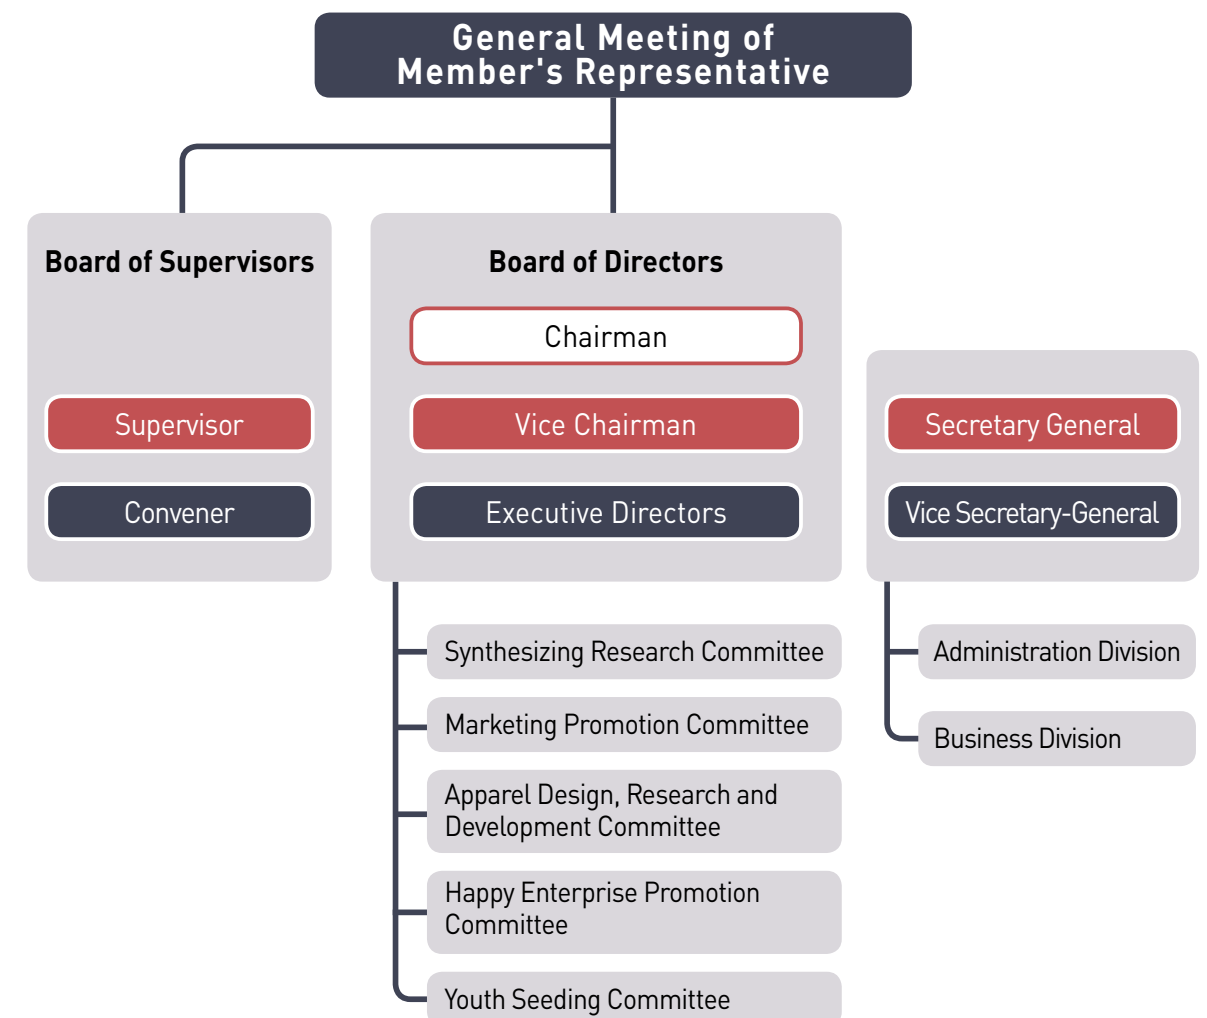 General Meeting of
Member's Representative
Board of Supervisors
Supervisor
Convener
Board of Directors
Chairman
Vice Chairman
Executive Directors
Secretary General
Vice Secretary-General
Synthesizing Research Committee
Marketing Promotion Committee
Apparel Design, Research and
Development Committee
Happy Enterprise Promotion
Committee
Youth Seeding Committee
Administration Division
Business Division